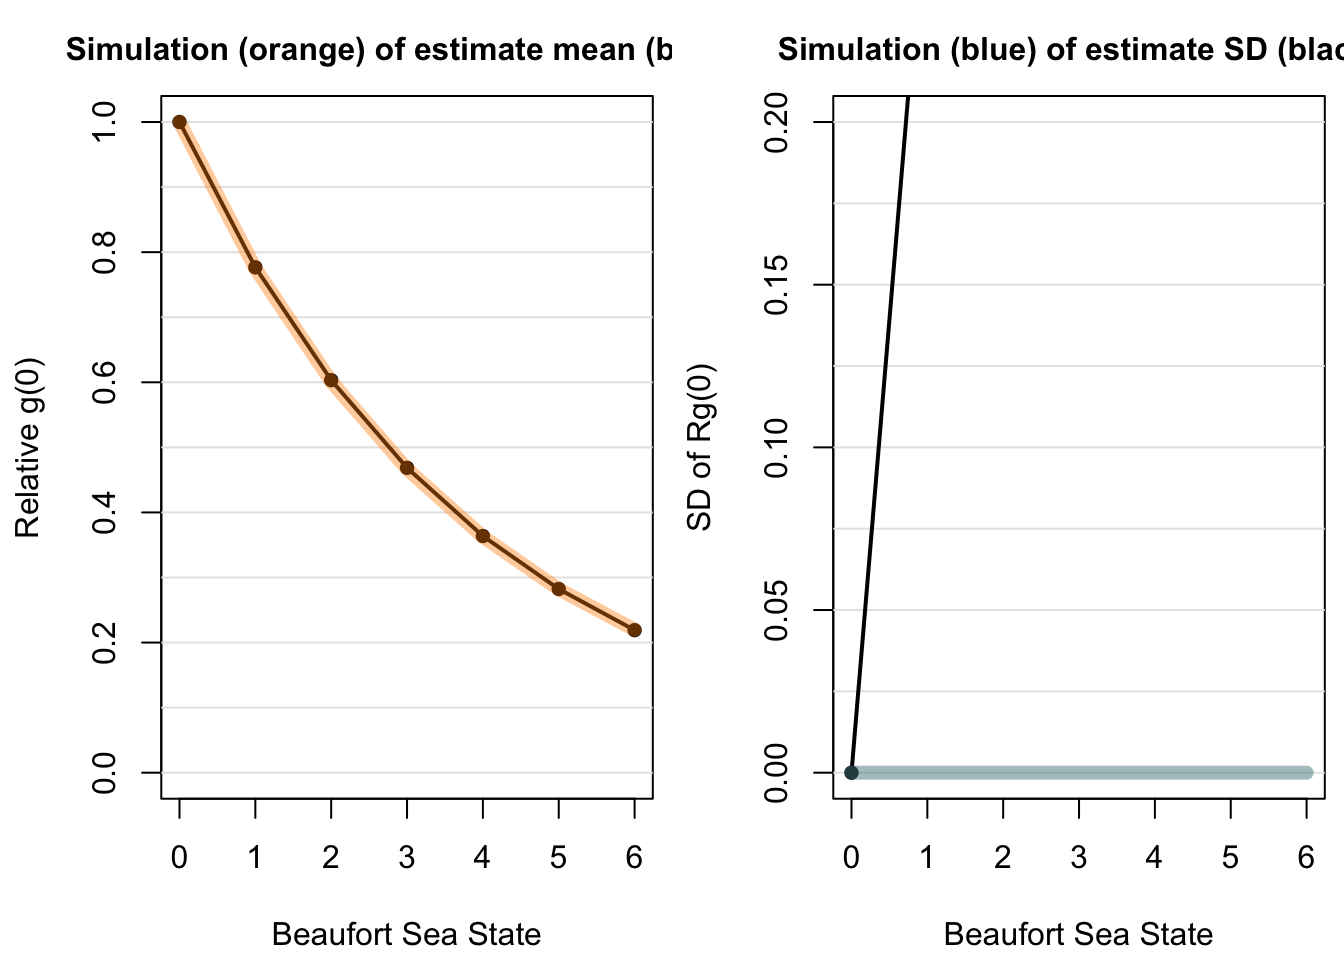 Simulation (orange) of estimate mean (b
Relative g(0)
1.0
0.8
0.6
0.4
0.2
0.0
0 1 2 3 4 5 6
Beaufort Sea State
Simulation (blue) of estimate SD (blac
SD of Rg(0)
0.20
0.15
0.10
0.05
0.00
0 1 2 3 4 5 6
Beaufort Sea State